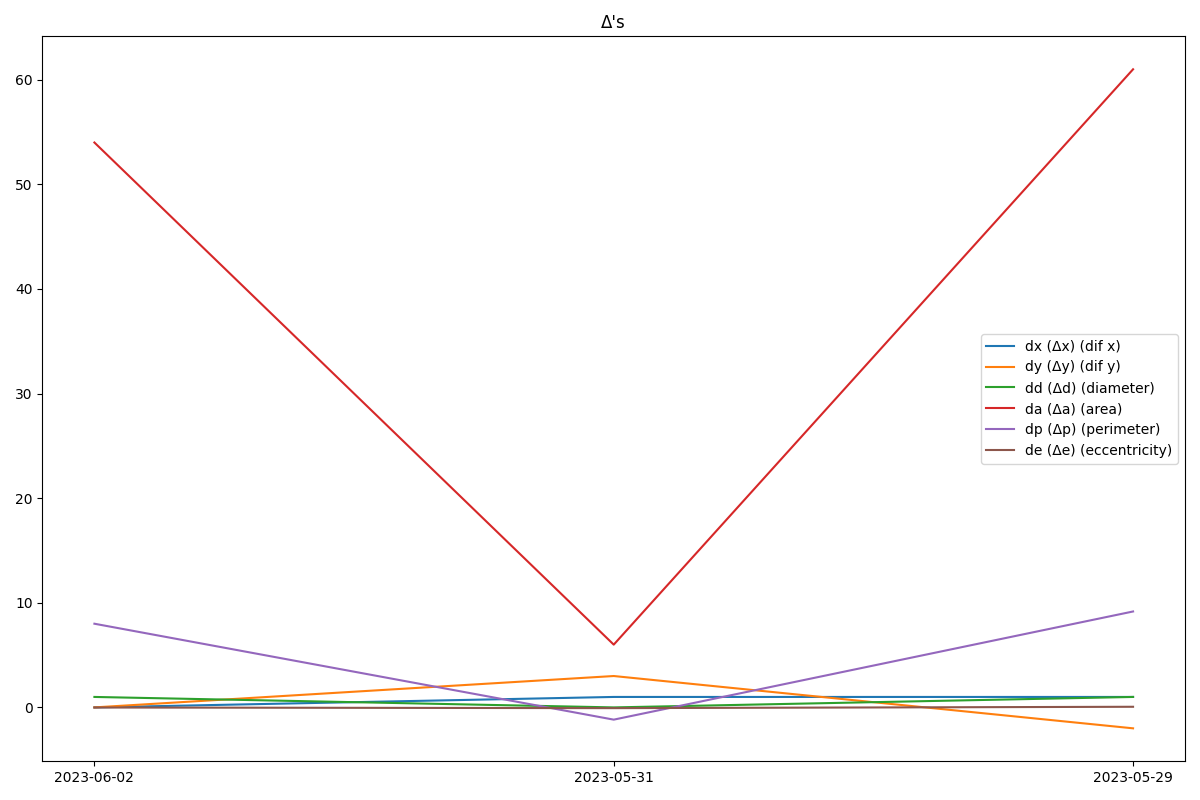 Δ's
60
50
40
30
20
10
0
dx (Δx) (dif x)
dy (Δy) (dif y)
dd (Δd) (diameter)
da (Δa) (area)
dp (Δp) (perimeter)
de (Δe) (eccentricity)
2023-06-02
2023-05-31
2023-05-29